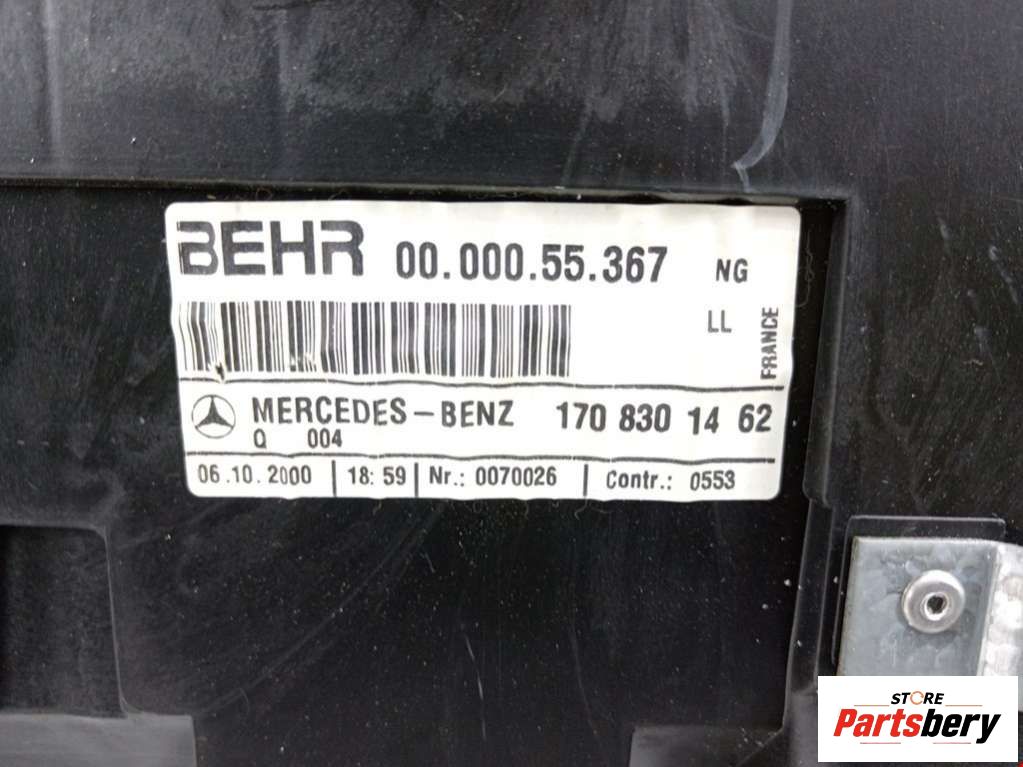 BEHR 00.000.55.367 NG
LL
FRANCE
MERCEDES-BENZ 170 830 14 62
Q 004
06.10.2000 18:59 Nr.: 0070026 Contr.: 0553
STORE
Partsbery